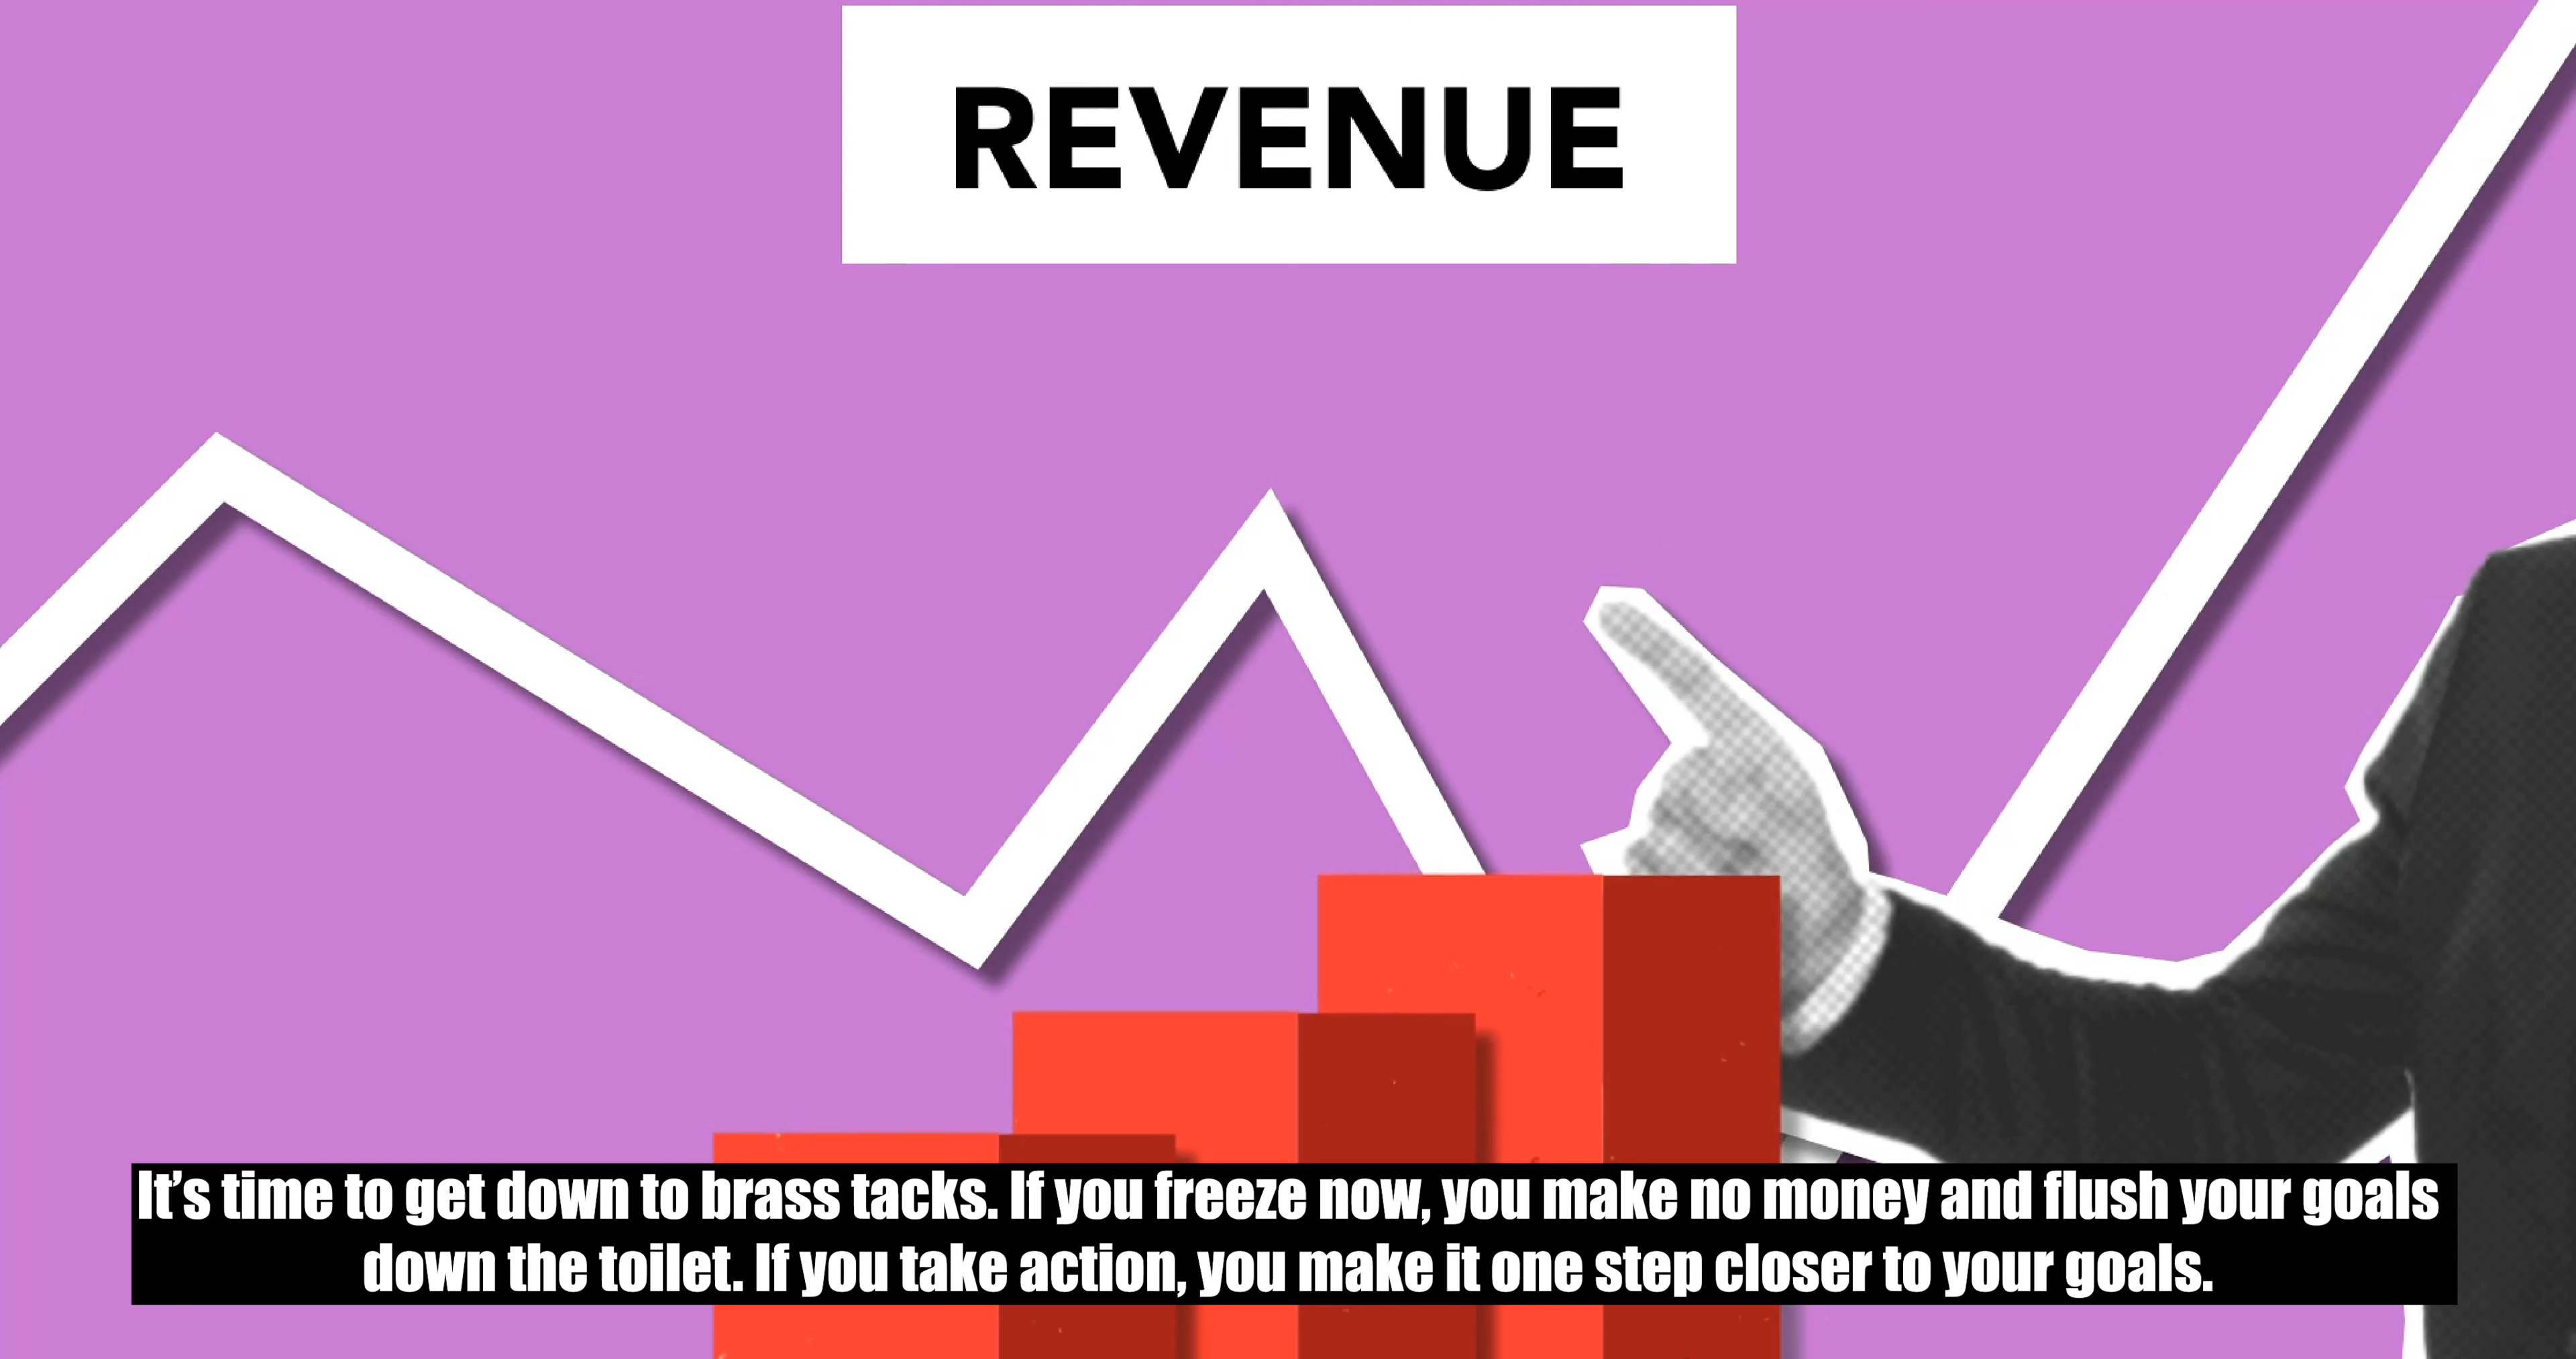 REVENUE
It’s time to get down to brass tacks. If you freeze now, you make no money and flush your goals
down the toilet. If you take action, you make it one step closer to your goals.